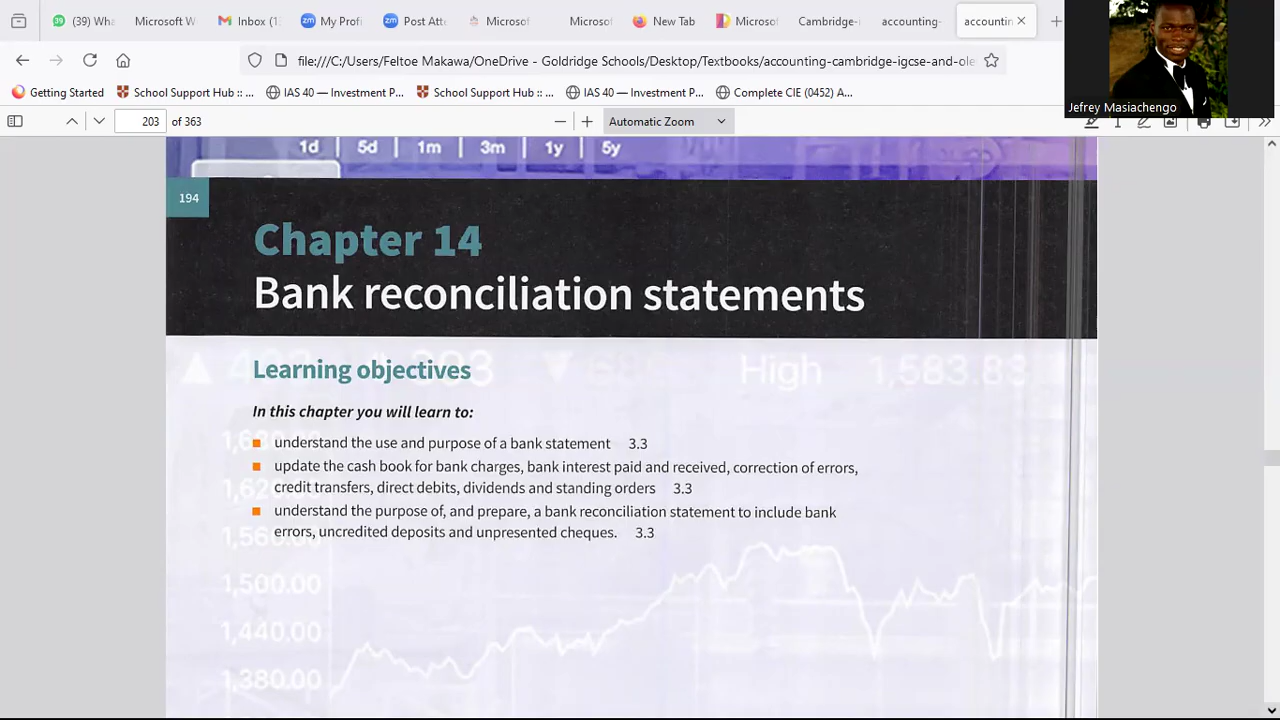 (39) Wha
Microsoft W
Inbox (1
My Profi
Post Atte
Microsof
Microsof
New Tab
Microsof
Cambridge-i
accounting-
accountin
file:///C:/Users/Feltoe Makawa/OneDrive - Goldridge Schools/Desktop/Textbooks/accounting-cambridge-igcse-and-ole
Getting Started
School Support Hub :: ...
IAS 40 — Investment P...
School Support Hub :: ...
IAS 40 — Investment P...
Complete CIE (0452) A...
Jefrey Masiachengo
203 of 363
Automatic Zoom
1d 5d 1m 3m 1y 5y
194
Chapter 14
Bank reconciliation statements
Learning objectives
High 1,583.83
In this chapter you will learn to:
understand the use and purpose of a bank statement 3.3
update the cash book for bank charges, bank interest paid and received, correction of errors,
credit transfers, direct debits, dividends and standing orders 3.3
understand the purpose of, and prepare, a bank reconciliation statement to include bank
errors, uncredited deposits and unpresented cheques. 3.3
1,500.00
1,440.00
1,380.00